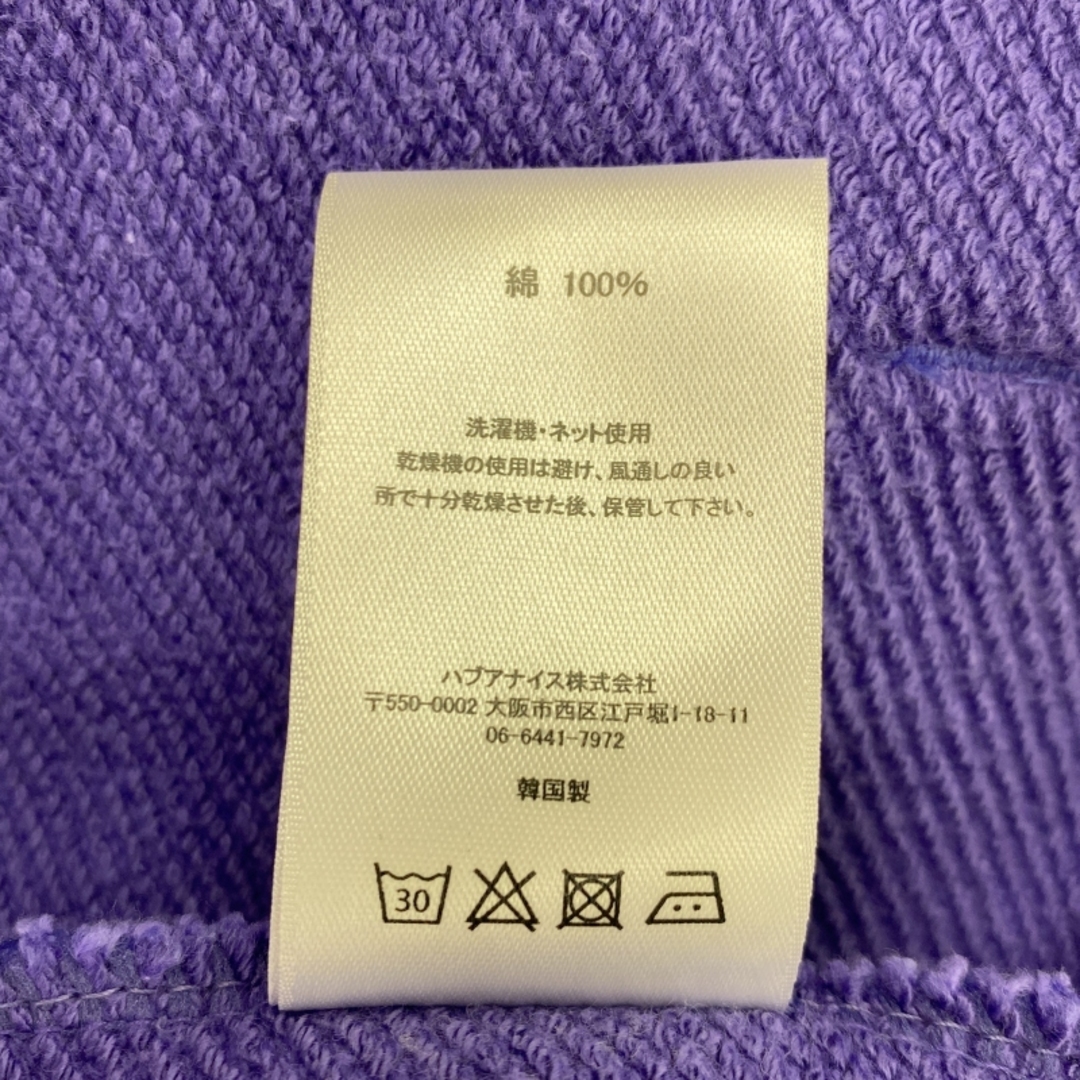 綿 100%
洗濯機・ネット使用
乾燥機の使用は避け、風通しの良い
所で十分乾燥させた後、保管して下さい。
ハブアナイス株式会社
〒550-0002 大阪市西区江戸堀1-18-11
06-6441-7972
韓国製
30